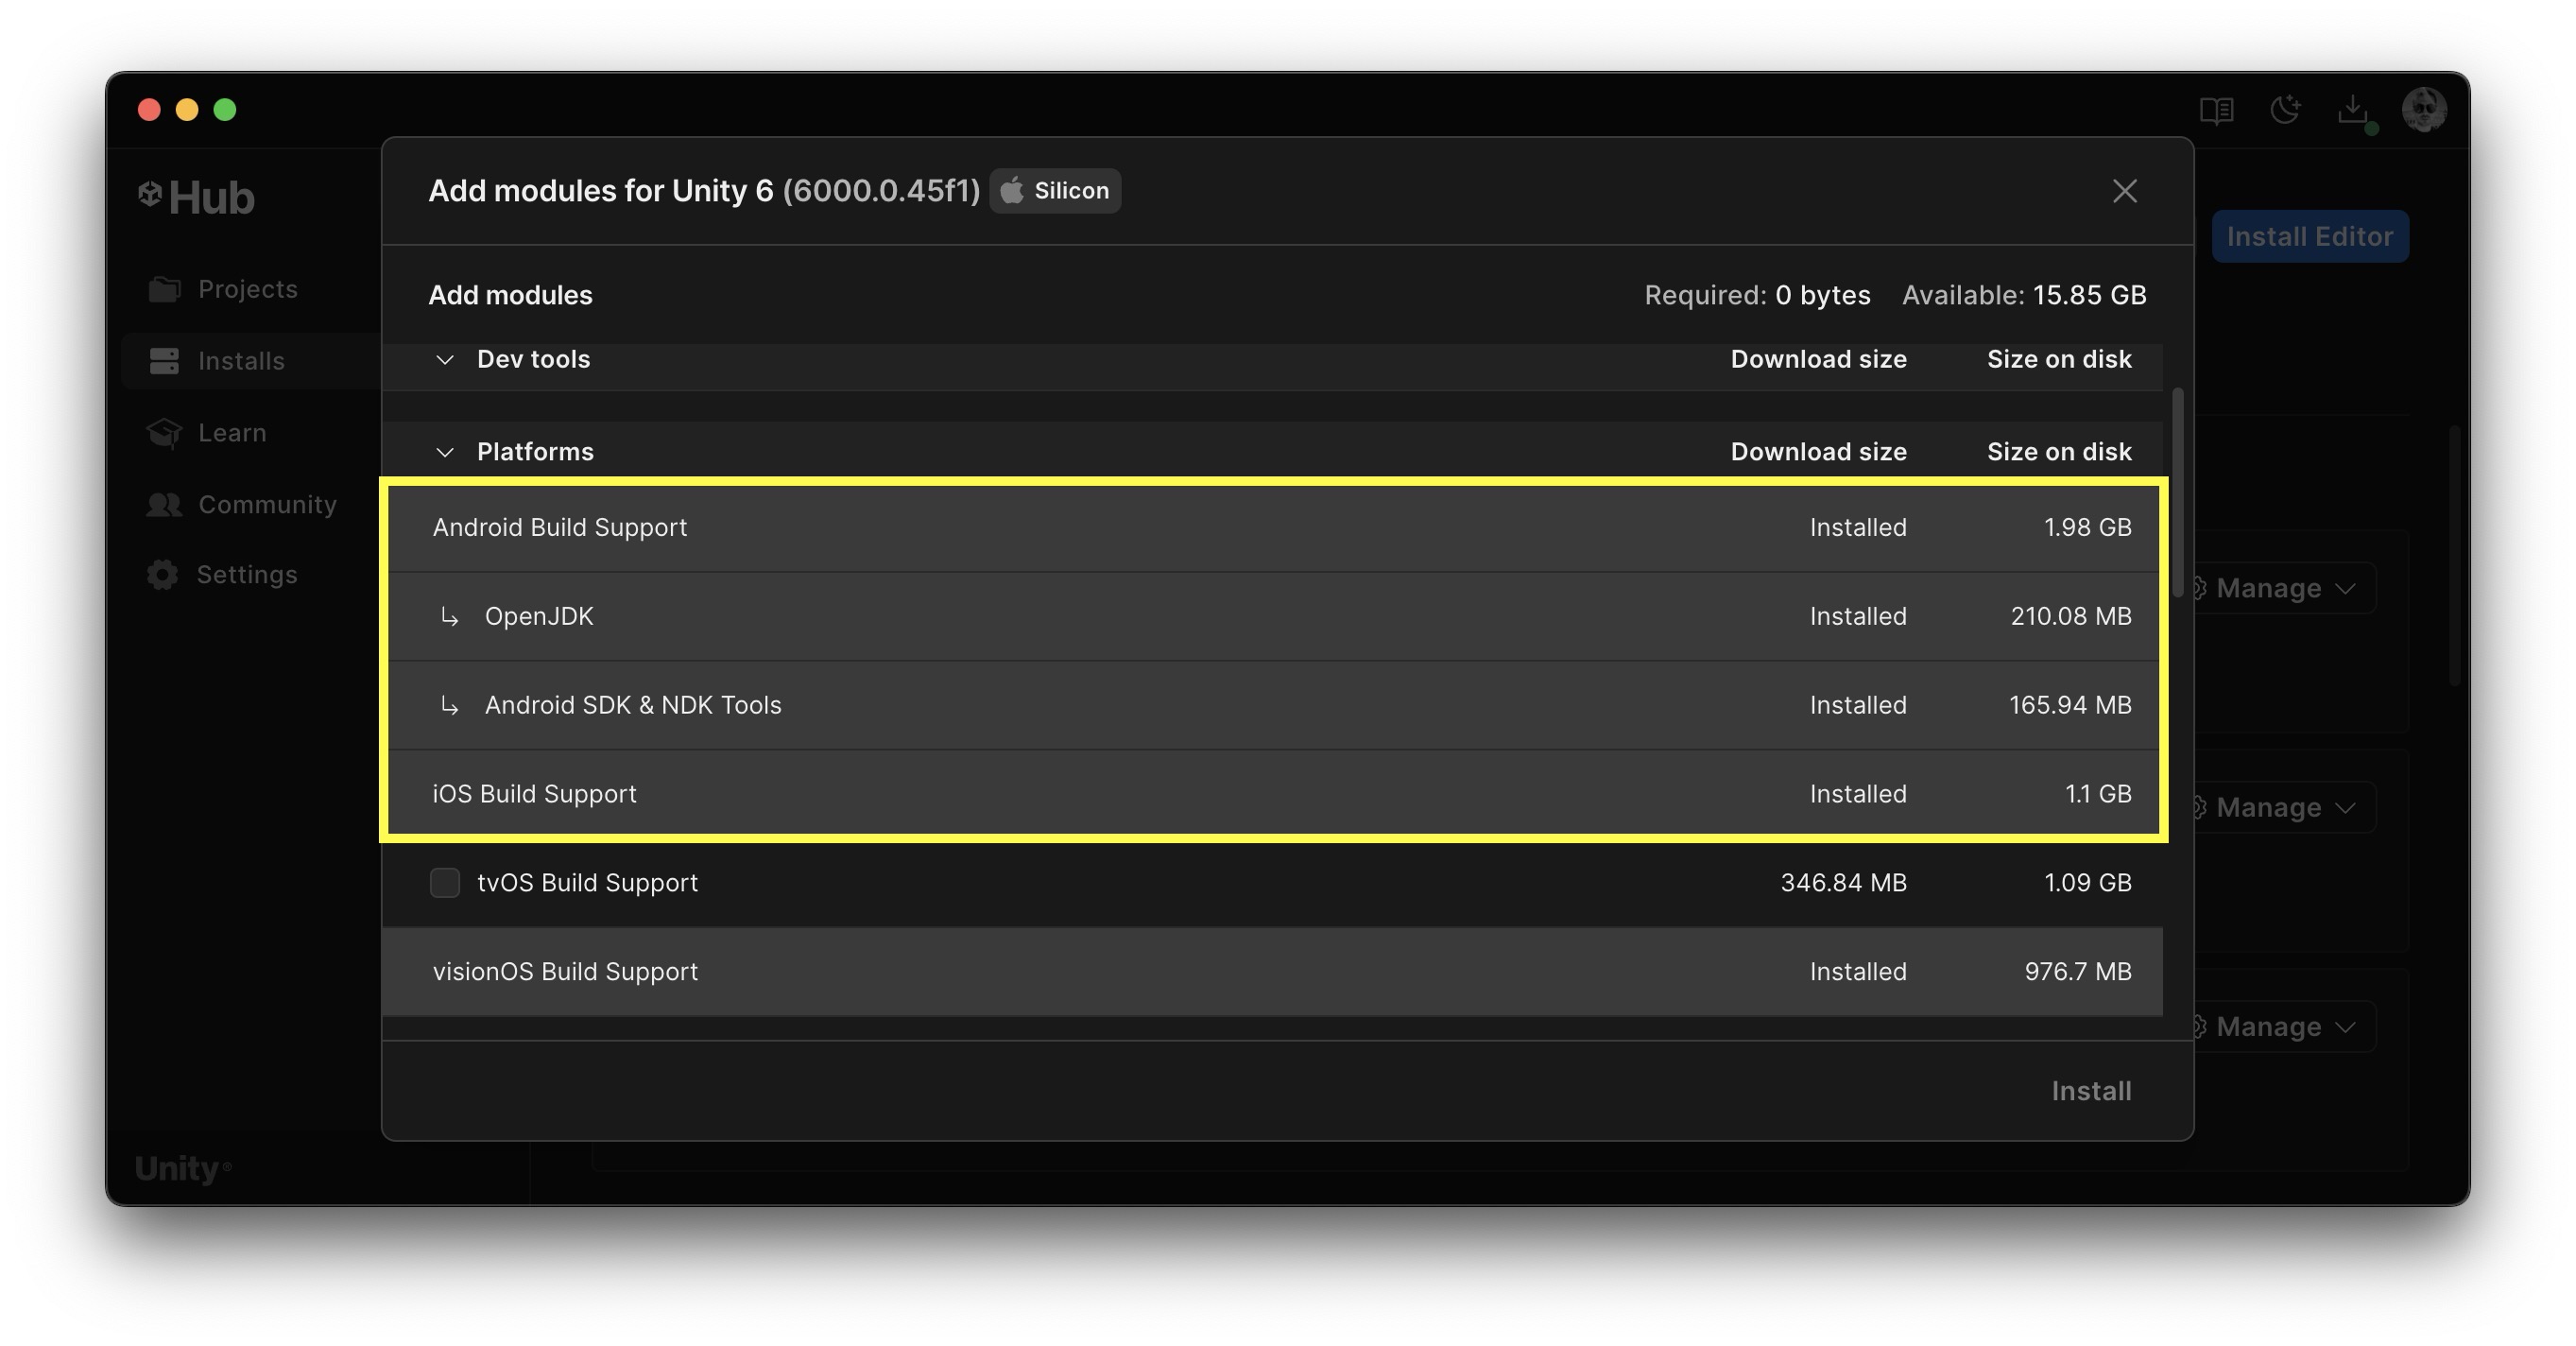 Add modules for Unity 6 (6000.0.45f1) Silicon
Hub
Install Editor
Projects
Installs
Learn
Community
Settings
Add modules Required: 0 bytes Available: 15.85 GB
Dev tools Download size Size on disk
Platforms Download size Size on disk
Android Build Support Installed 1.98 GB
OpenJDK Installed 210.08 MB
Android SDK & NDK Tools Installed 165.94 MB
iOS Build Support Installed 1.1 GB
tvOS Build Support 346.84 MB 1.09 GB
visionOS Build Support Installed 976.7 MB
Manage
Manage
Manage
Install
Unity®